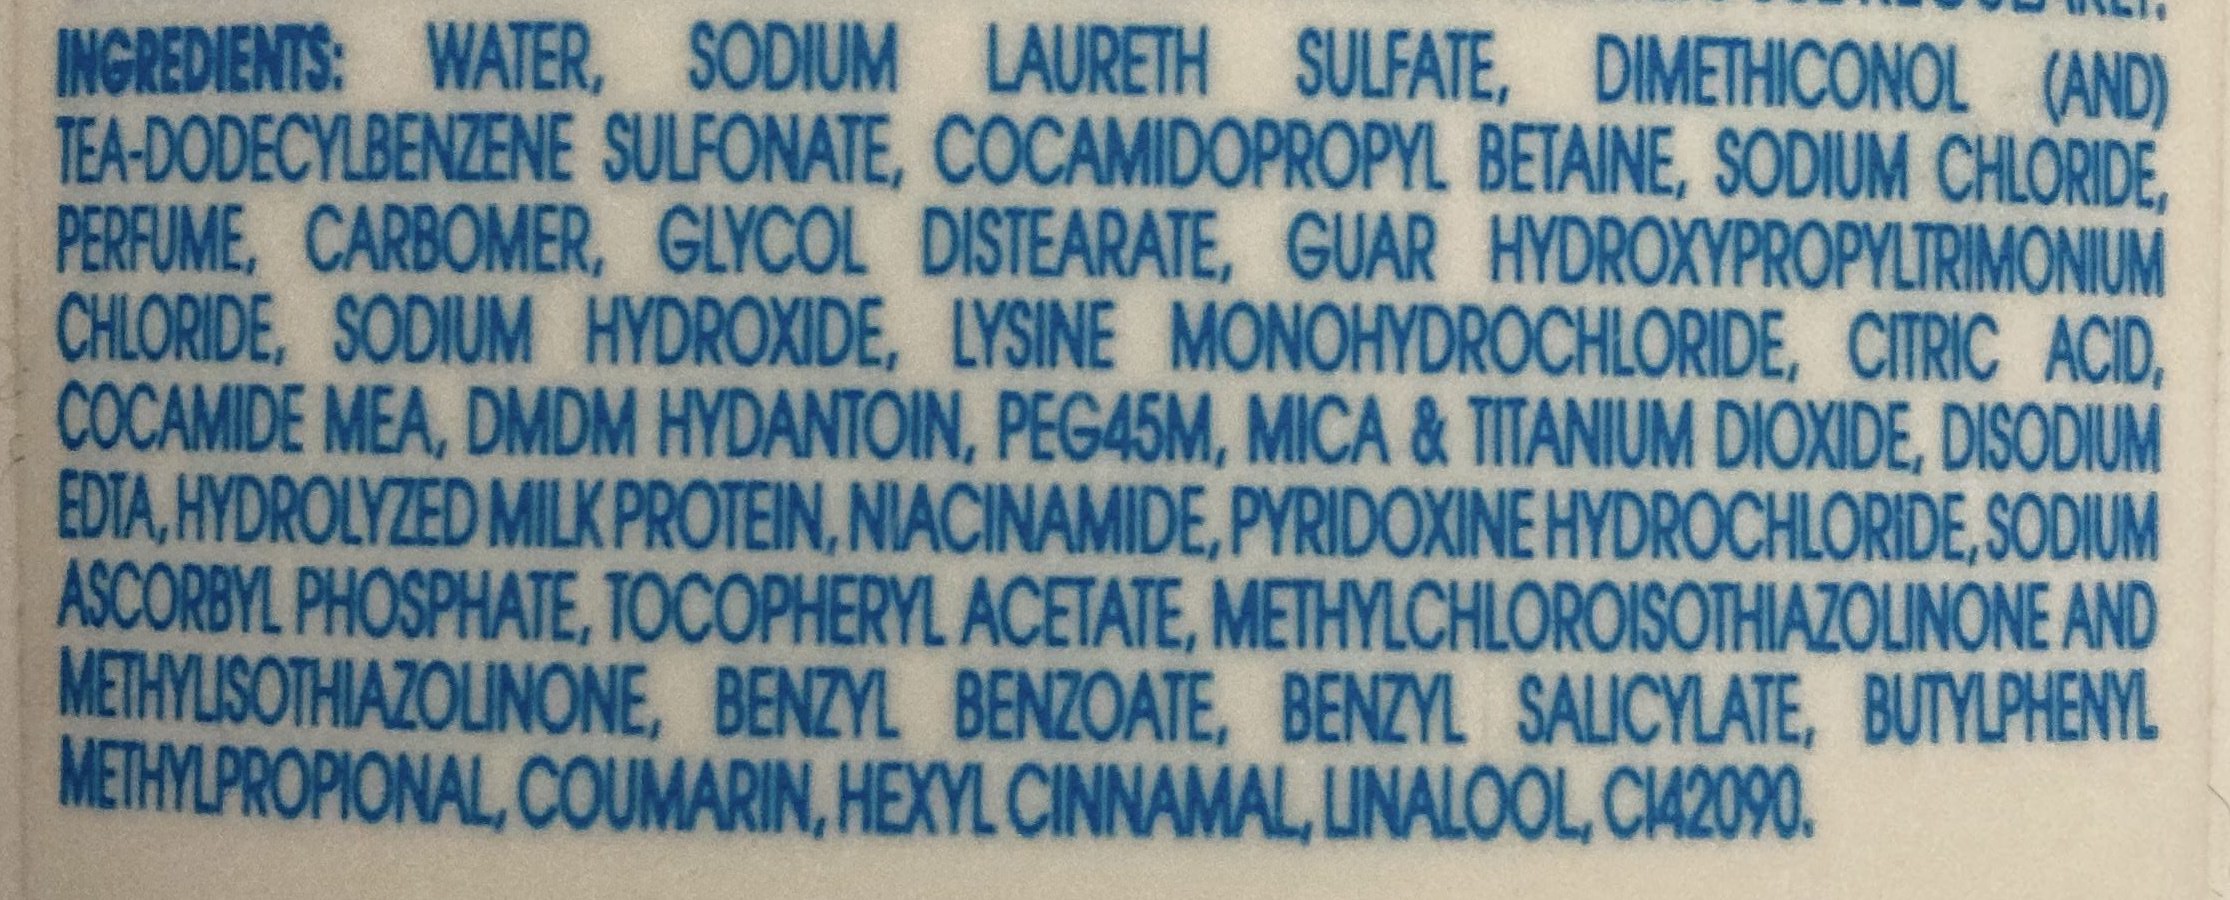 INGREDIENTS: WATER, SODIUM LAURETH SULFATE, DIMETHICONOL (AND)
TEA-DODECYLBENZENE SULFONATE, COCAMIDOPROPYL BETAINE, SODIUM CHLORIDE,
PERFUME, CARBOMER, GLYCOL DISTEARATE, GUAR HYDROXYPROPYLTRIMONIUM
CHLORIDE, SODIUM HYDROXIDE, LYSINE MONOHYDROCHLORIDE, CITRIC ACID,
COCAMIDE MEA, DMDM HYDANTOIN, PEG45M, MICA & TITANIUM DIOXIDE, DISODIUM
EDTA, HYDROLYZED MILK PROTEIN, NIACINAMIDE, PYRIDOXINE HYDROCHLORIDE, SODIUM
ASCORBYL PHOSPHATE, TOCOPHERYL ACETATE, METHYLCHLOROISOTHIAZOLINONE AND
METHYLISOTHIAZOLINONE, BENZYL BENZOATE, BENZYL SALICYLATE, BUTYLPHENYL
METHYLPROPIONAL, COUMARIN, HEXYL CINNAMAL, LINALOOL, CI42090.